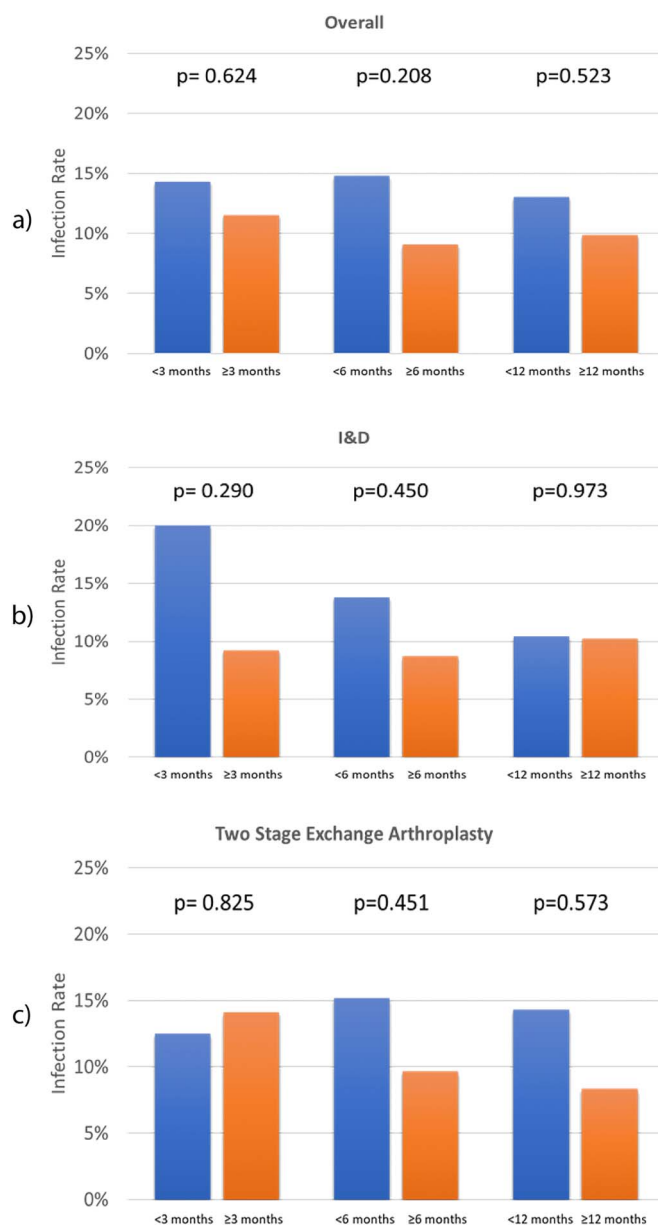 Overall
25%
p= 0.624 p=0.208 p=0.523
20%
15%
a)
Infection Rate
10%
5%
0%
<3 months ≥3 months <6 months ≥6 months <12 months ≥12 months
I&D
25%
p= 0.290 p=0.450 p=0.973
20%
15%
b)
Infection Rate
10%
5%
0%
<3 months ≥3 months <6 months ≥6 months <12 months ≥12 months
Two Stage Exchange Arthroplasty
25%
p= 0.825 p=0.451 p=0.573
20%
15%
c)
Infection Rate
10%
5%
0%
<3 months ≥3 months <6 months ≥6 months <12 months ≥12 months